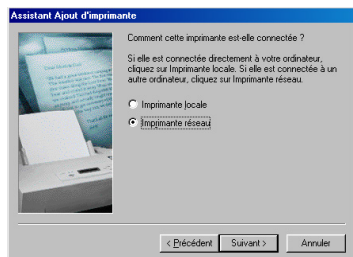 Assistant Ajout d'imprimante
Comment cette imprimante est-elle connectée ?
Si elle est connectée directement à votre ordinateur,
cliquez sur Imprimante locale. Si elle est connectée à un
autre ordinateur, cliquez sur Imprimante réseau.
Imprimante locale
Imprimante réseau
< Précédent
Suivant >
Annuler